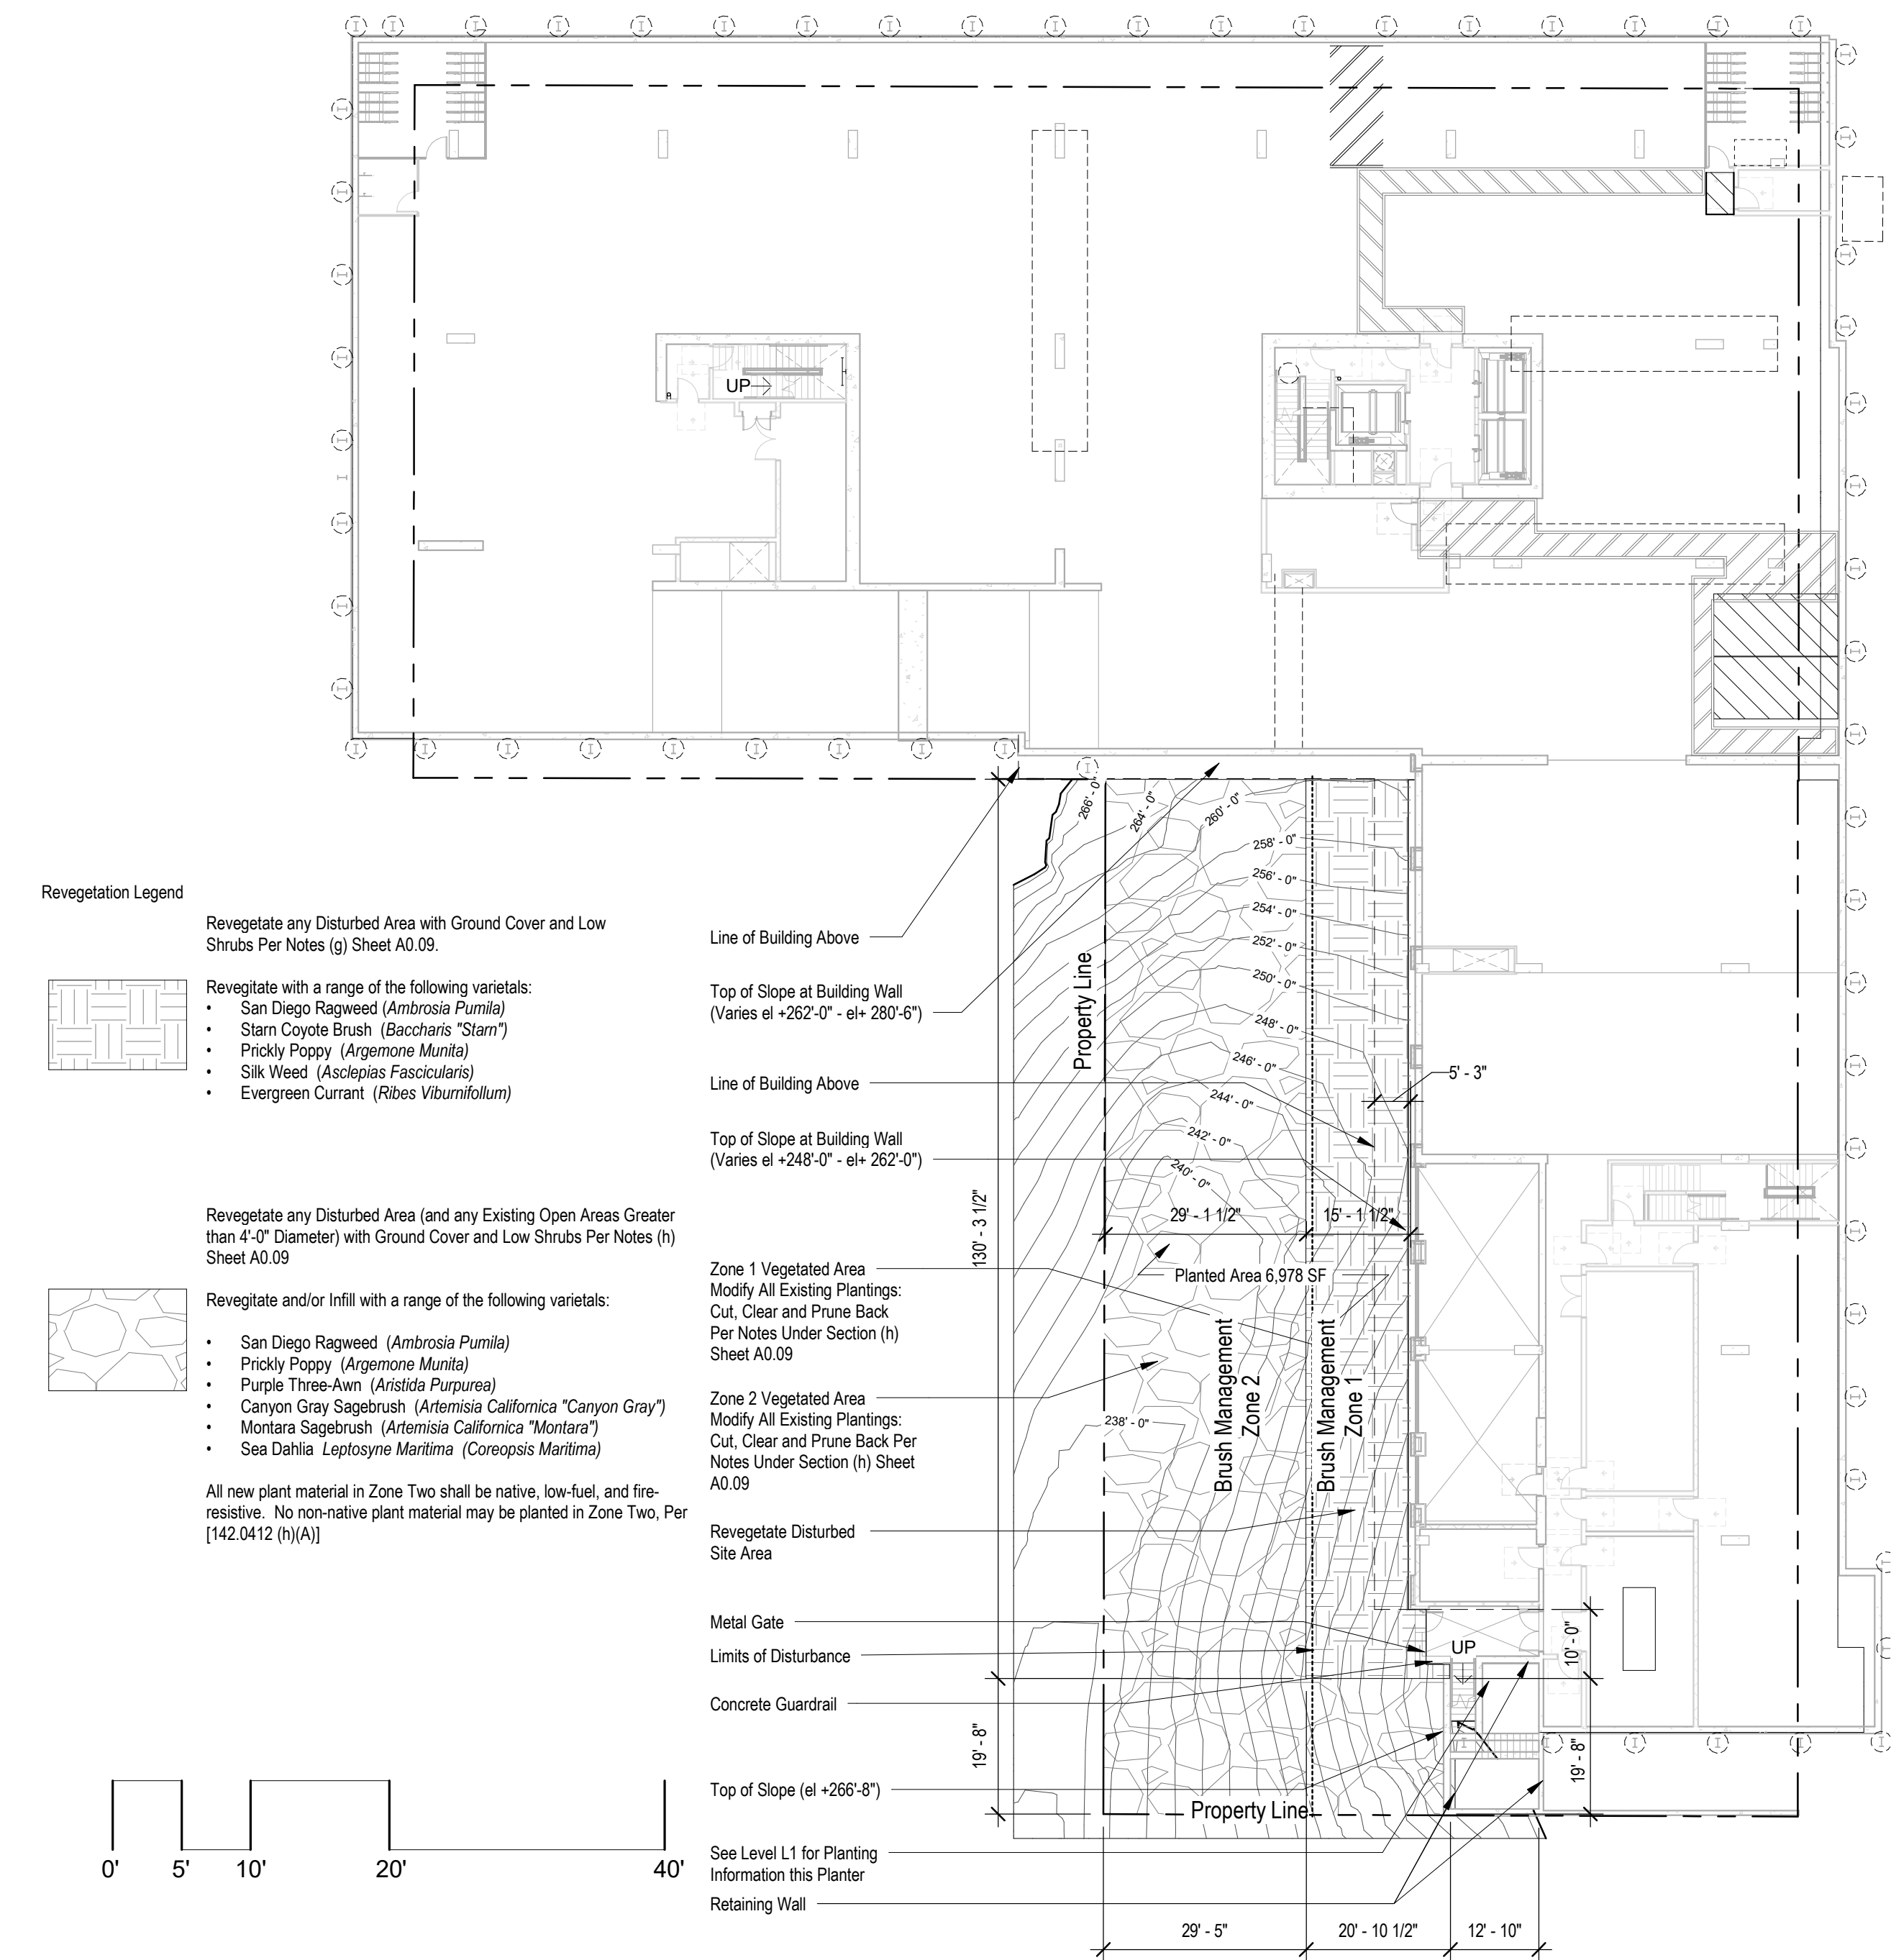 UP
UP
266' - 0"
264' - 0"
260' - 0"
258' - 0"
256' - 0"
254' - 0"
252' - 0"
250' - 0"
248' - 0"
246' - 0"
244' - 0"
242' - 0"
240' - 0"
238' - 0"
Property Line
5' - 3"
130' - 3 1/2"
29' - 1 1/2"
15' - 1 1/2"
Planted Area 6,978 SF
Brush Management
Zone 2
Brush Management
Zone 1
10' - 0"
19' - 8"
19' - 8"
Property Line
29' - 5"
20' - 10 1/2"
12' - 10"
Revegetation Legend
Revegetate any Disturbed Area with Ground Cover and Low
Shrubs Per Notes (g) Sheet A0.09.
Revegitate with a range of the following varietals:
• San Diego Ragweed (Ambrosia Pumila)
• Starn Coyote Brush (Baccharis "Starn")
• Prickly Poppy (Argemone Munita)
• Silk Weed (Asclepias Fascicularis)
• Evergreen Currant (Ribes Viburnifollum)
Revegetate any Disturbed Area (and any Existing Open Areas Greater
than 4'-0" Diameter) with Ground Cover and Low Shrubs Per Notes (h)
Sheet A0.09
Revegitate and/or Infill with a range of the following varietals:
• San Diego Ragweed (Ambrosia Pumila)
• Prickly Poppy (Argemone Munita)
• Purple Three-Awn (Aristida Purpurea)
• Canyon Gray Sagebrush (Artemisia California "Canyon Gray")
• Montara Sagebrush (Artemisia Californica "Montara")
• Sea Dahlia Leptosyne Maritima (Coreopsis Maritima)
All new plant material in Zone Two shall be native, low-fuel, and fire-
resistive. No non-native plant material may be planted in Zone Two, Per
[142.0412 (h)(A)]
Line of Building Above
Top of Slope at Building Wall
(Varies el +262'-0" - el+ 280'-6")
Line of Building Above
Top of Slope at Building Wall
(Varies el +248'-0" - el+ 262'-0")
Zone 1 Vegetated Area
Modify All Existing Plantings:
Cut, Clear and Prune Back
Per Notes Under Section (h)
Sheet A0.09
Zone 2 Vegetated Area
Modify All Existing Plantings:
Cut, Clear and Prune Back Per
Notes Under Section (h) Sheet
A0.09
Revegetate Disturbed
Site Area
Metal Gate
Limits of Disturbance
Concrete Guardrail
Top of Slope (el +266'-8")
See Level L1 for Planting
Information this Planter
Retaining Wall
0' 5' 10' 20' 40'